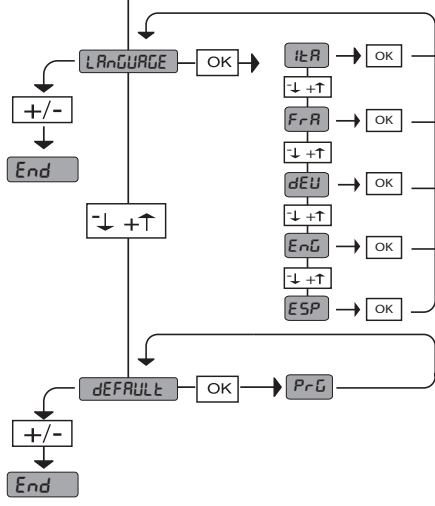 LAnGUAGE OK ItA OK
+/- -↓ +↑
FrA OK
End -↓ +↑
dEU OK
-↓ +↑ -↓ +↑
EnG OK
-↓ +↑
ESP OK
dEFAULt OK PrG
+/-
End